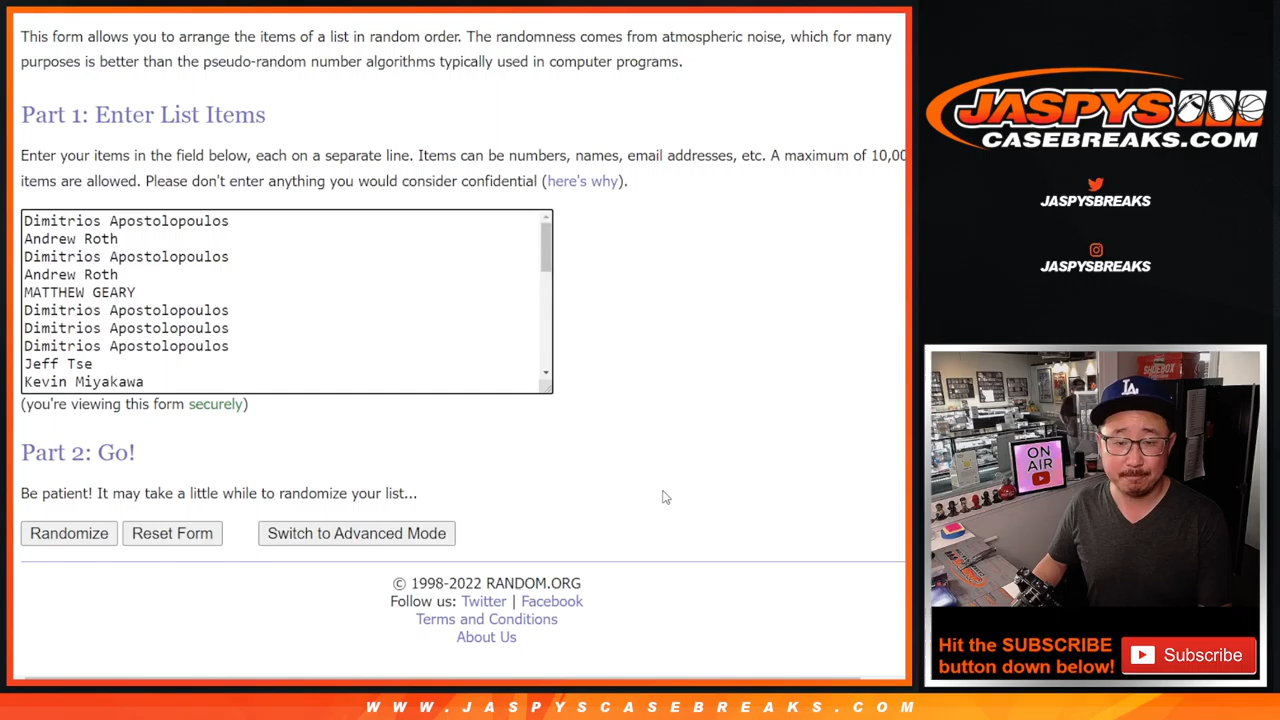 This form allows you to arrange the items of a list in random order. The randomness comes from atmospheric noise, which for many
purposes is better than the pseudo-random number algorithms typically used in computer programs.
Part 1: Enter List Items
Enter your items in the field below, each on a separate line. Items can be numbers, names, email addresses, etc. A maximum of 10,00
items are allowed. Please don't enter anything you would consider confidential (here's why).
Dimitrios Apostolopoulos
Andrew Roth
Dimitrios Apostolopoulos
Andrew Roth
MATTHEW GEARY
Dimitrios Apostolopoulos
Dimitrios Apostolopoulos
Dimitrios Apostolopoulos
Jeff Tse
Kevin Miyakawa
(you're viewing this form securely)
Part 2: Go!
Be patient! It may take a little while to randomize your list...
Randomize Reset Form Switch to Advanced Mode
© 1998-2022 RANDOM.ORG
Follow us: Twitter | Facebook
Terms and Conditions
About Us
JASPYS
CASEBREAKS.COM
JASPYSBREAKS
JASPYSBREAKS
SHOEBOX
LA
ON
AIR
Hit the SUBSCRIBE
button down below!
Subscribe
WWW.JASPYSCASEBREAKS.COM